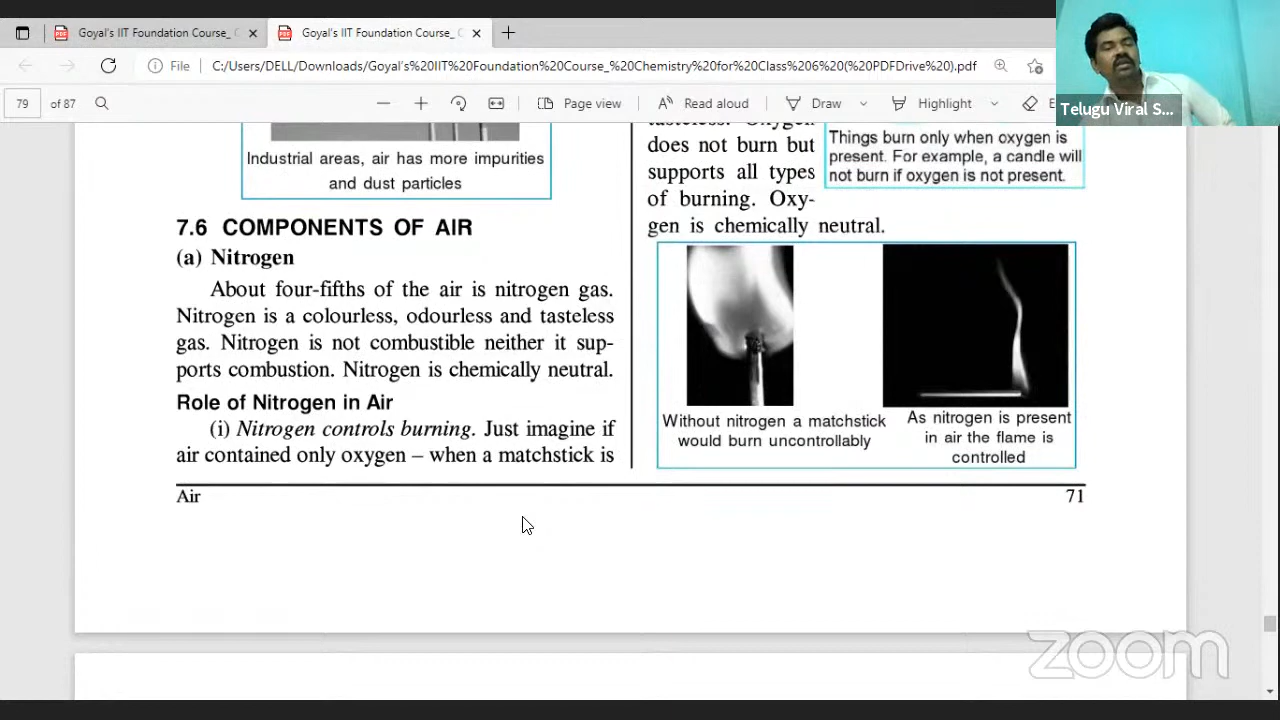 Goyal's IIT Foundation Course_
Goyal's IIT Foundation Course_
File
C:/Users/DELL/Downloads/Goyal's%20IIT%20Foundation%20Course_%20Chemistry%20for%20Class%206%20(%20PDFDrive%20).pdf
79 of 87
Page view
Read aloud
Draw
Highlight
Telugu Viral S...
Industrial areas, air has more impurities
and dust particles
7.6 COMPONENTS OF AIR
(a) Nitrogen
About four-fifths of the air is nitrogen gas.
Nitrogen is a colourless, odourless and tasteless
gas. Nitrogen is not combustible neither it sup-
ports combustion. Nitrogen is chemically neutral.
Role of Nitrogen in Air
(i) Nitrogen controls burning. Just imagine if
air contained only oxygen – when a matchstick is
tasteless. Oxygen
does not burn but
supports all types
of burning. Oxy-
gen is chemically neutral.
Things burn only when oxygen is
present. For example, a candle will
not burn if oxygen is not present.
Without nitrogen a matchstick
would burn uncontrollably
As nitrogen is present
in air the flame is
controlled
Air
71
zoom